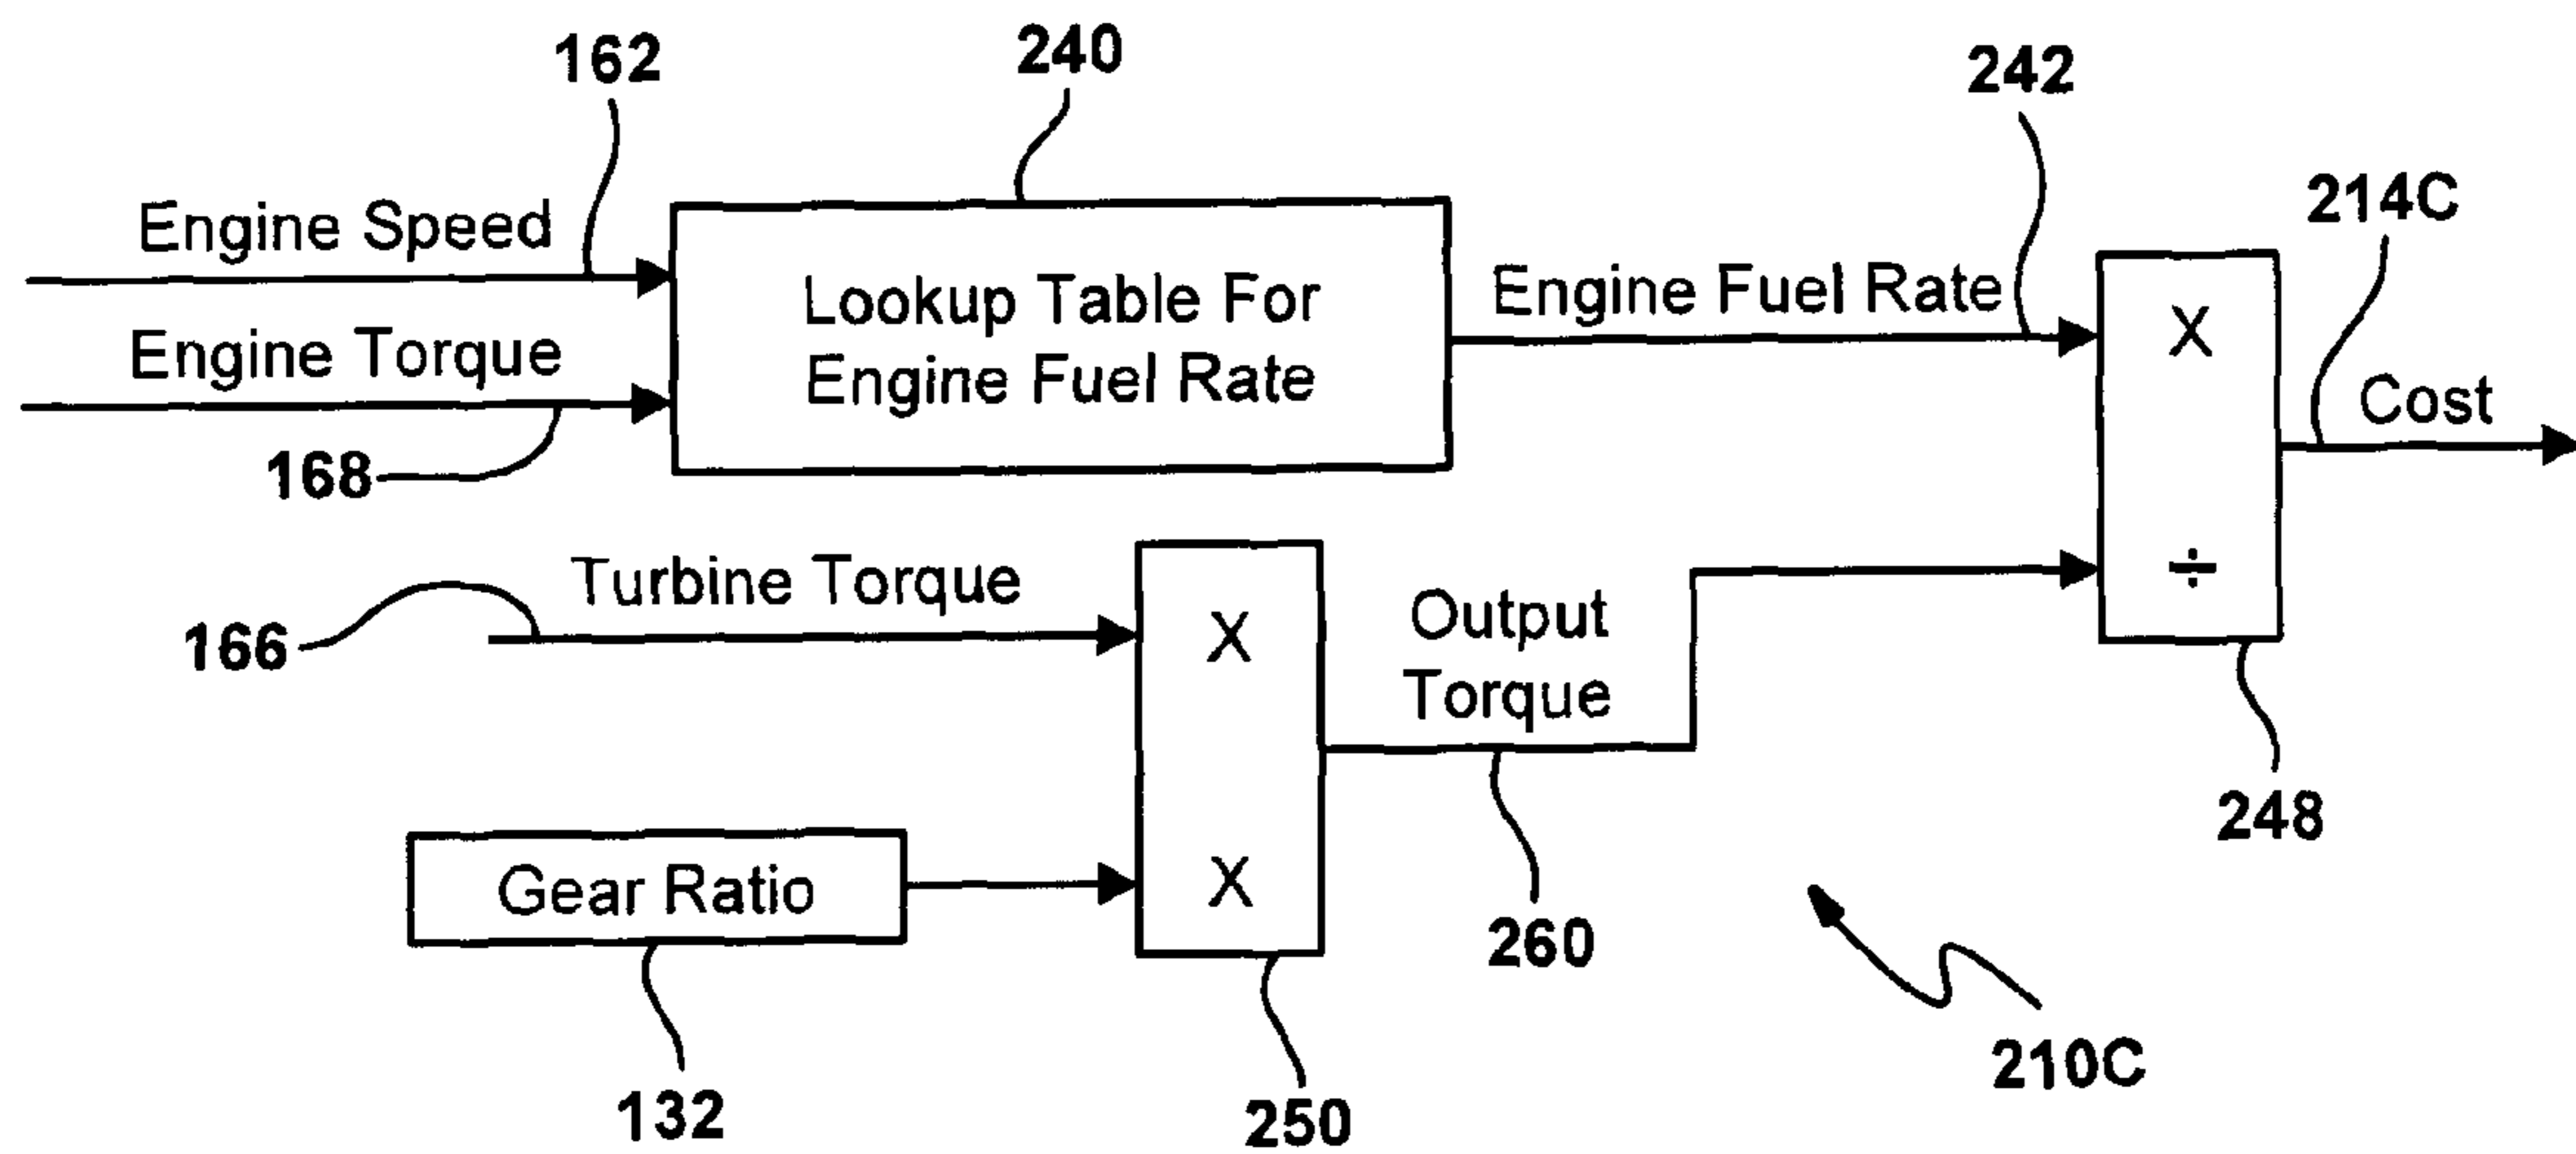 162
240
242
214C
Engine Speed
Engine Torque
168
Lookup Table For
Engine Fuel Rate
Engine Fuel Rate
X
÷
Cost
248
166
Turbine Torque
X
X
Output
Torque
Gear Ratio
132
250
260
210C